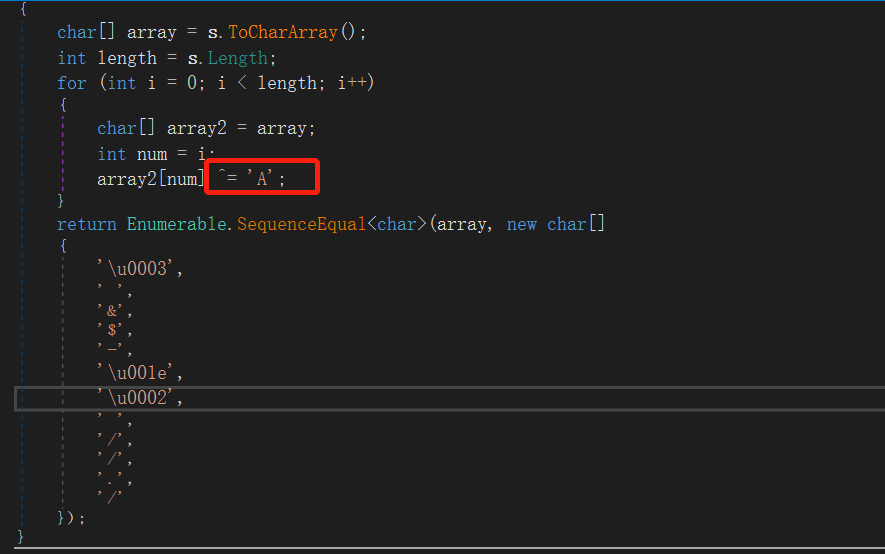 {
char[] array = s.ToCharArray();
int length = s.Length;
for (int i = 0; i < length; i++)
{
char[] array2 = array;
int num = i;
array2[num] ^= 'A';
}
return Enumerable.SequenceEqual<char>(array, new char[]
{
'\u0003',
' ',
'&',
'$',
'-',
'\u001e',
'\u0002',
' ',
'/',
'/',
'.',
'/'
});
}